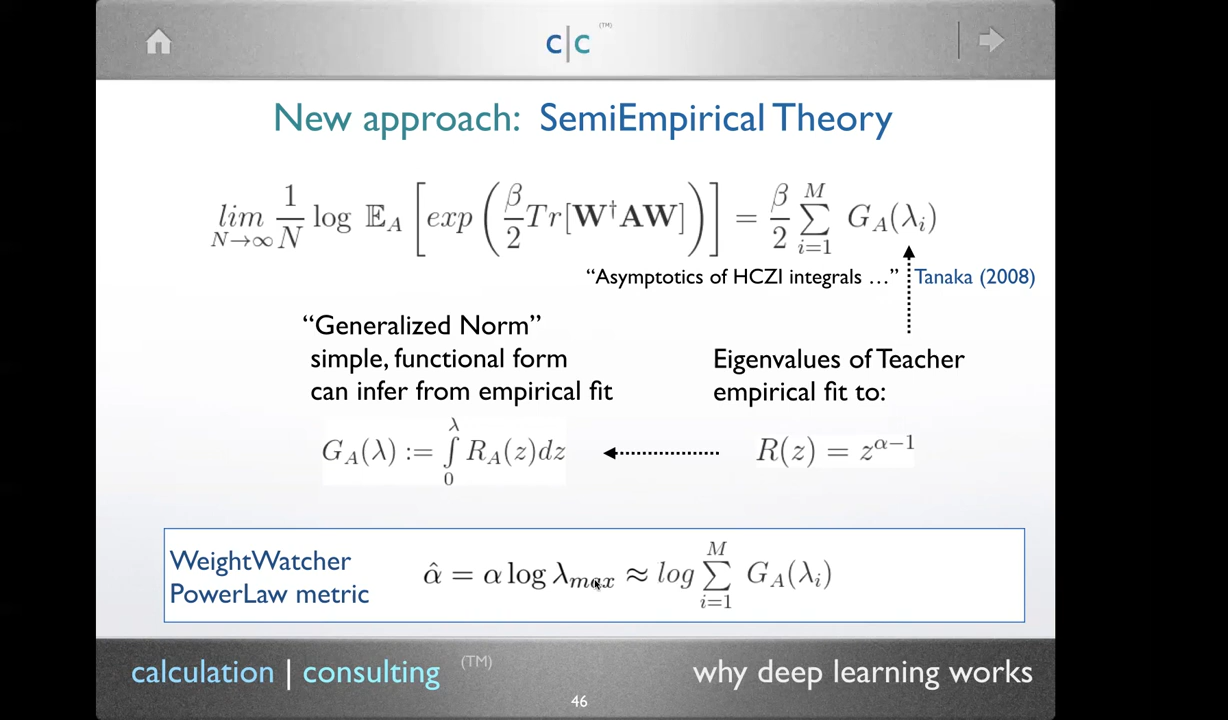 c|c (TM)
New approach: SemiEmpirical Theory
lim N→∞ 1/N log 𝔼_A [exp(β/2 Tr[W†AW])] = β/2 ∑_{i=1}^{M} G_A(λ_i)
“Asymptotics of HCZI integrals …” Tanaka (2008)
“Generalized Norm”
simple, functional form
can infer from empirical fit
Eigenvalues of Teacher
empirical fit to:
G_A(λ) := ∫_0^λ R_A(z)dz
R(z) = z^{α−1}
WeightWatcher
PowerLaw metric
α̂ = α log λ_{max} ≈ log ∑_{i=1}^{M} G_A(λ_i)
calculation | consulting (TM)
why deep learning works
46